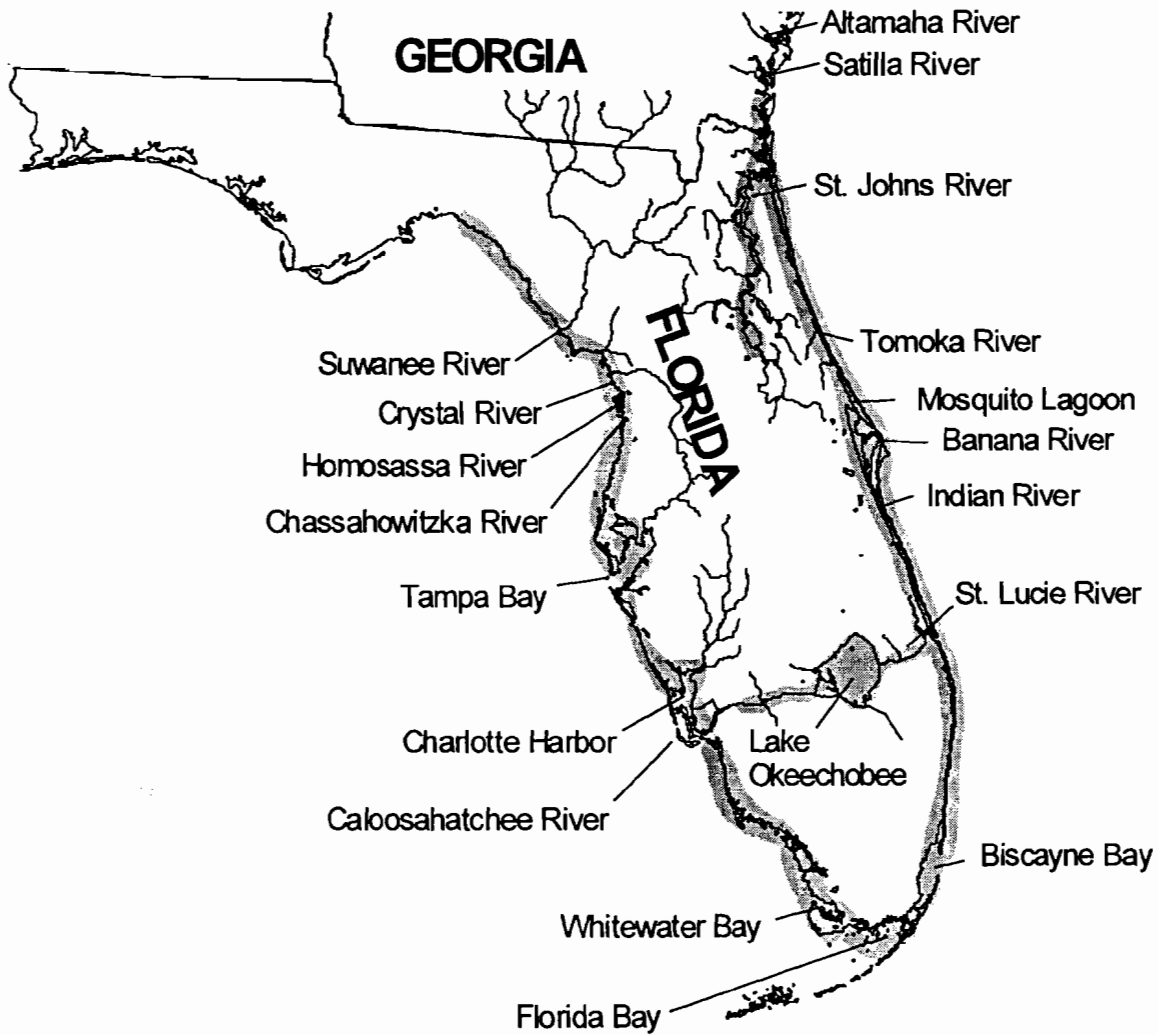 Altamaha River
GEORGIA
Satilla River
St. Johns River
FLORIDA
Suwanee River
Tomoka River
Crystal River
Mosquito Lagoon
Banana River
Homosassa River
Indian River
Chassahowitzka River
Tampa Bay
St. Lucie River
Charlotte Harbor
Lake
Okeechobee
Caloosahatchee River
Biscayne Bay
Whitewater Bay
Florida Bay